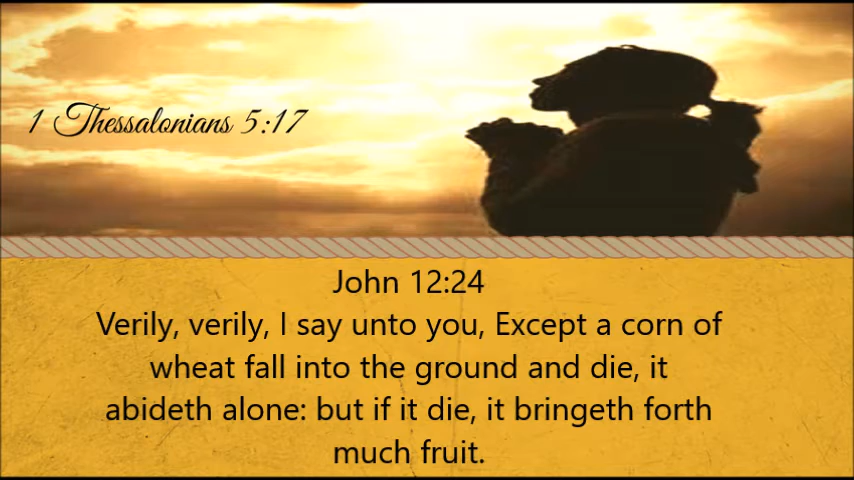 1 Thessalonians 5:17
John 12:24
Verily, verily, I say unto you, Except a corn of
wheat fall into the ground and die, it
abideth alone: but if it die, it bringeth forth
much fruit.